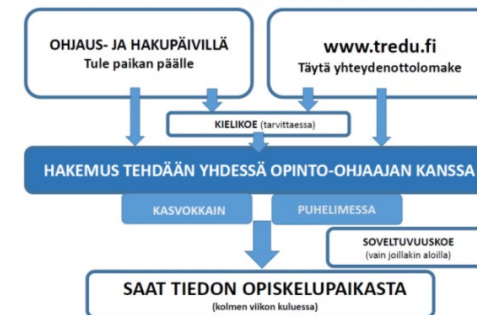 OHJAUS- JA HAKUPÄIVILLÄ
Tule paikan päälle
www.tredu.fi
Täytä yhteydenottolomake
KIELIKOE (tarvittaessa)
HAKEMUS TEHDÄÄN YHDESSÄ OPINTO-OHJAAJAN KANSSA
KASVOKKAIN
PUHELIMESSA
SOVELTUVUUSKOE
(vain joillakin aloilla)
SAAT TIEDON OPISKELUPAIKASTA
(kolmen viikon kuluessa)